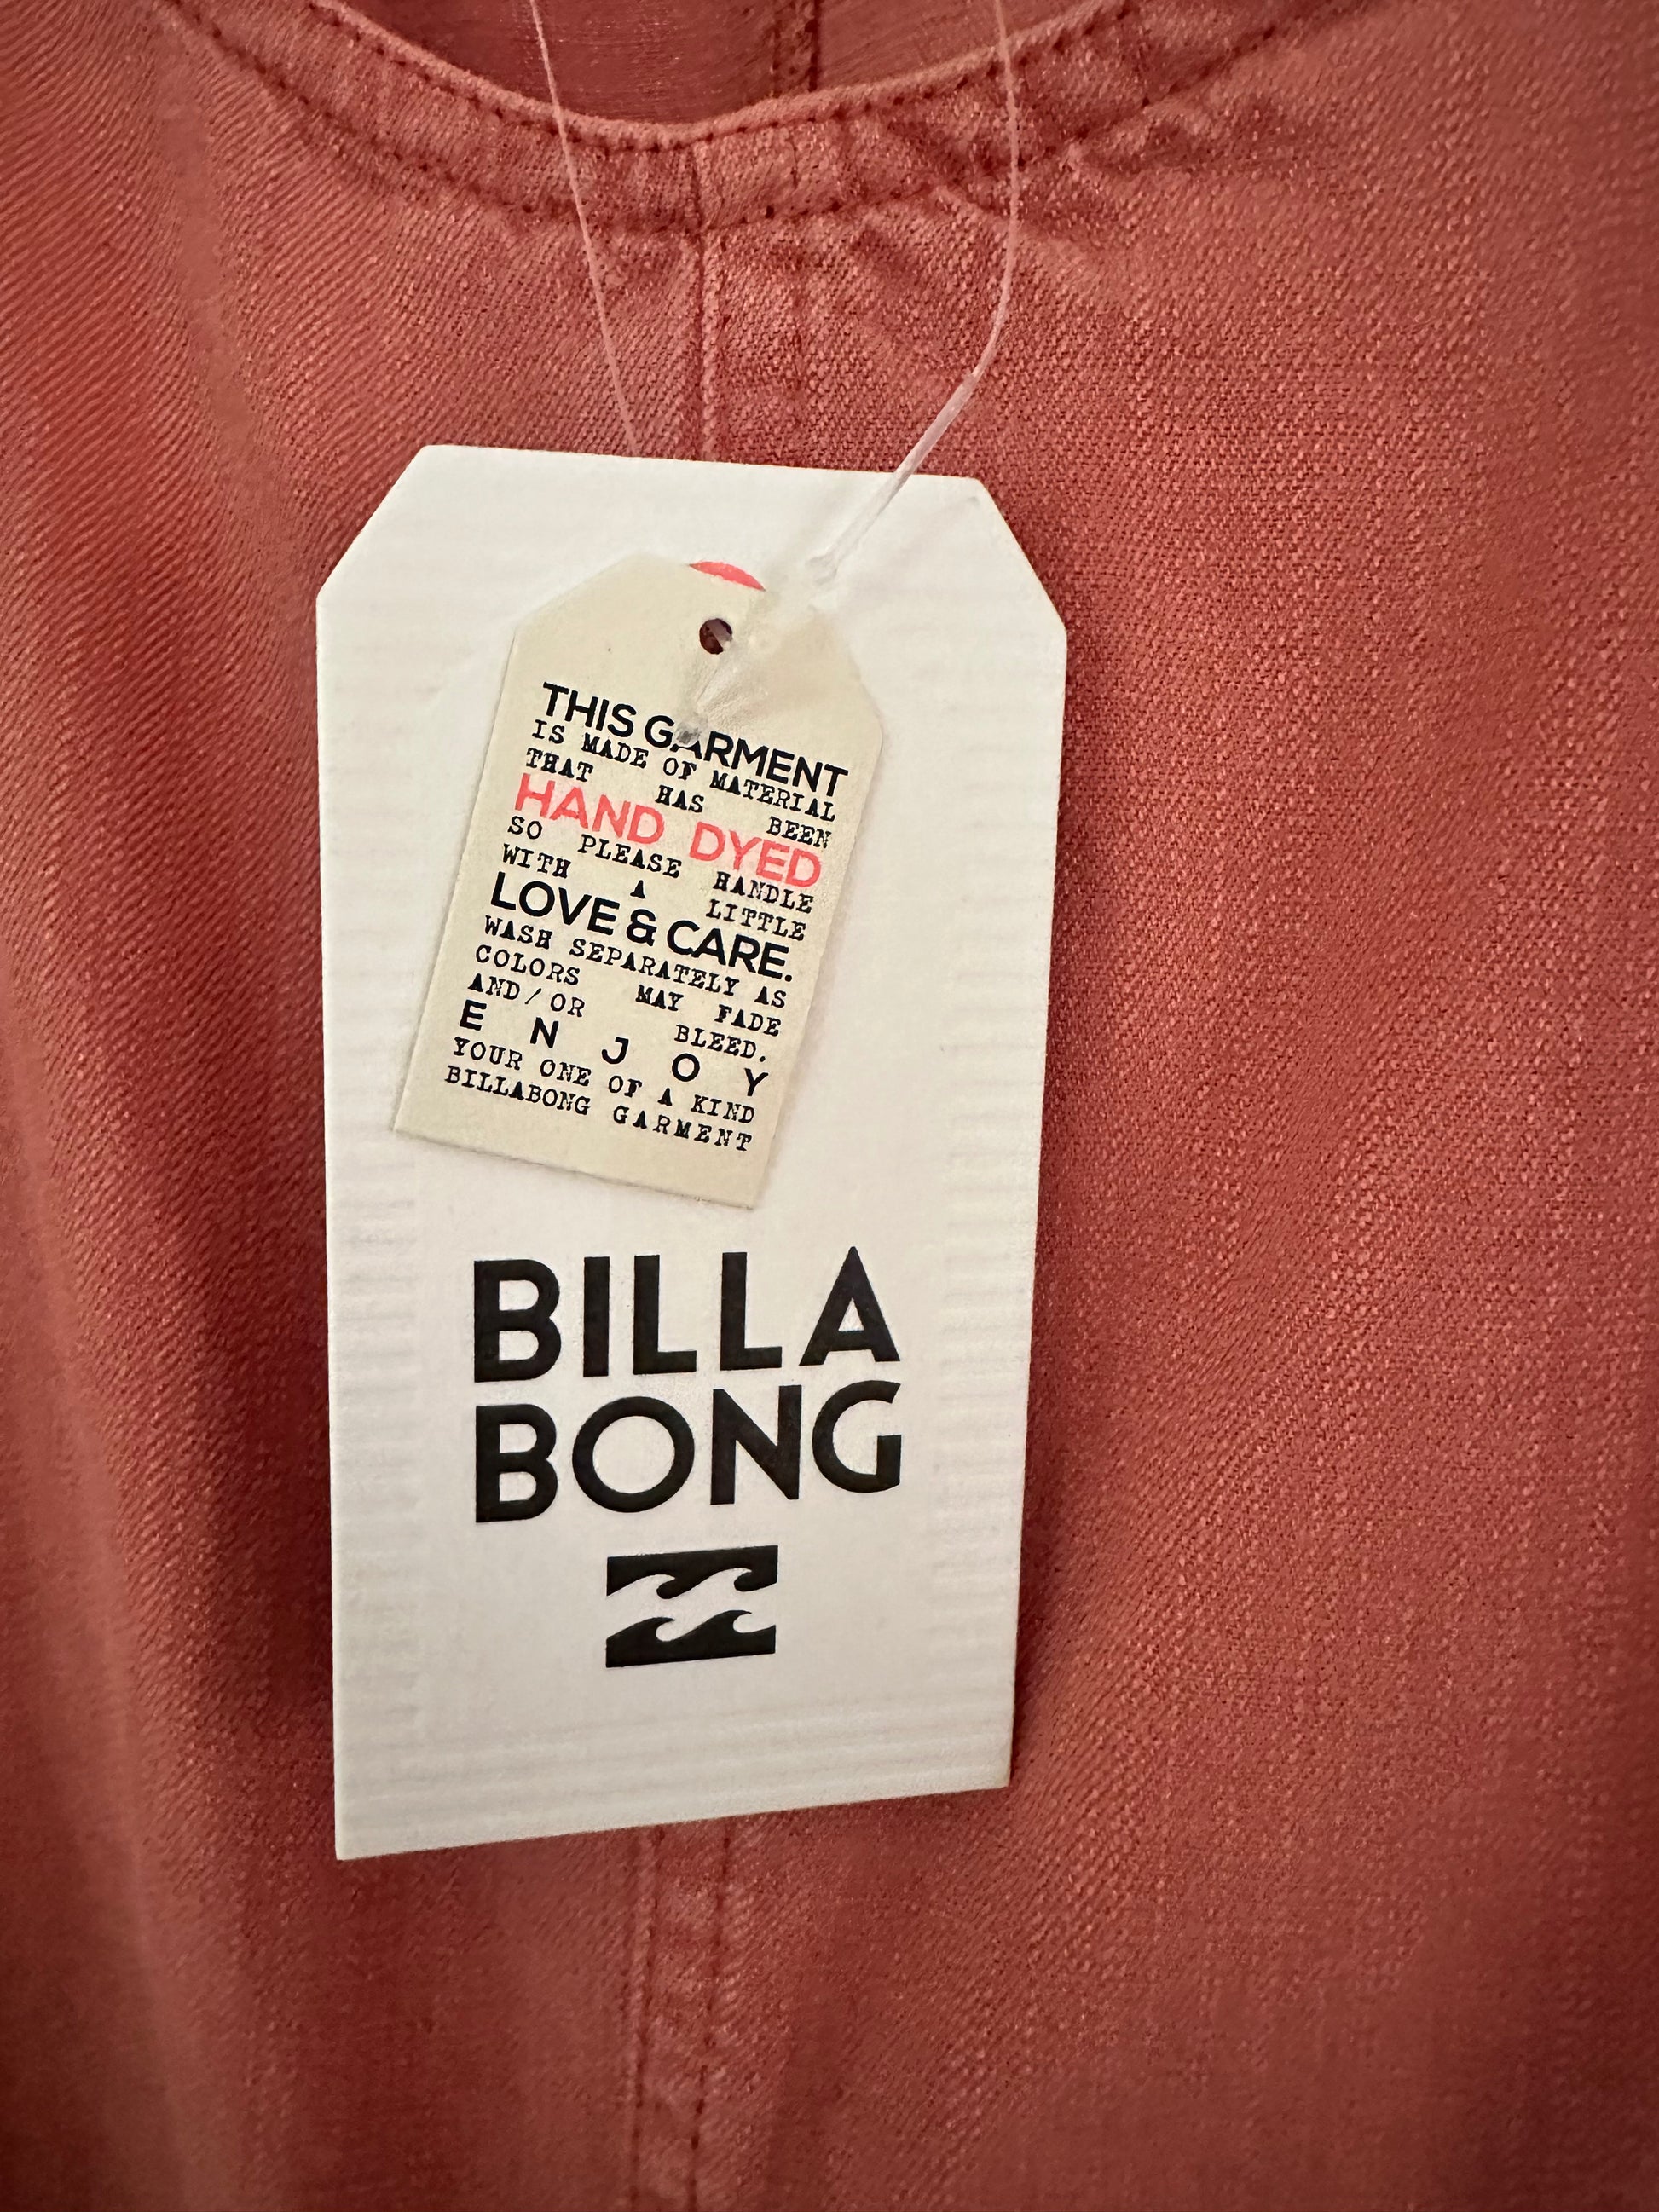 THIS GARMENT
IS MADE OF MATERIAL
THAT HAS BEEN
HAND DYED
SO PLEASE HANDLE
WITH A LITTLE
LOVE & CARE.
WASH SEPARATELY AS
COLORS MAY FADE
AND/OR BLEED.
E N J O Y
YOUR ONE OF A KIND
BILLABONG GARMENT
BILLA
BONG